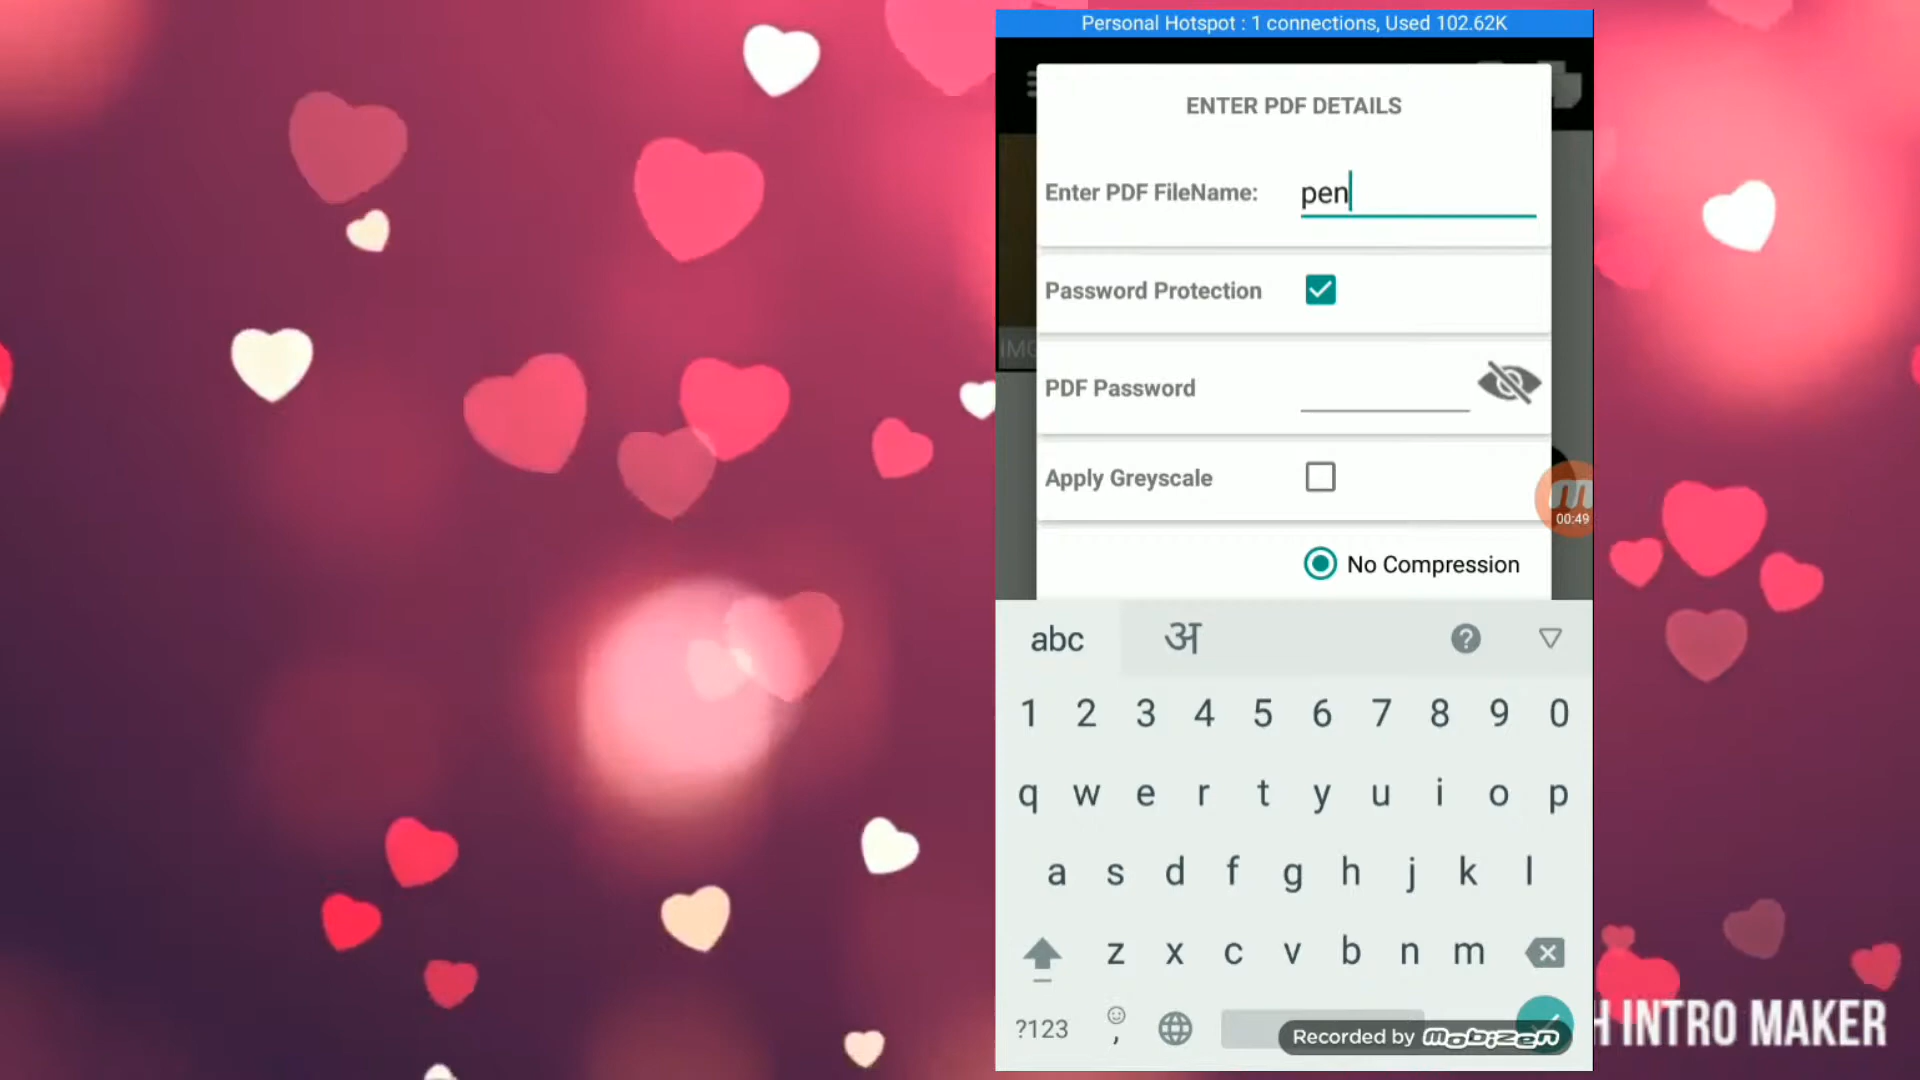 Personal Hotspot : 1 connections, Used 102.62K
ENTER PDF DETAILS
Enter PDF FileName: pen
Password Protection
IMG
PDF Password
Apply Greyscale
00:49
No Compression
abc अ
1 2 3 4 5 6 7 8 9 0
q w e r t y u i o p
a s d f g h j k l
z x c v b n m
?123 ,
Recorded by mobizen
H INTRO MAKER